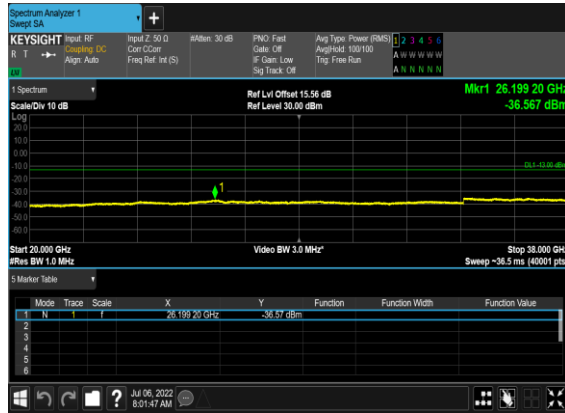 Spectrum Analyzer 1
Swept SA
+
KEYSIGHT Input: RF Input Z: 50 Ω #Atten: 30 dB PNO: Fast Avg Type: Power (RMS) 1 2 3 4 5 6
R T Coupling: DC Corr CCorr Gate: Off Avg|Hold: 100/100 A W W W W W
Align: Auto Freq Ref: Int (S) IF Gain: Low Trig: Free Run
Sig Track: Off A N N N N N
1 Spectrum
Scale/Div 10 dB
Ref Lvl Offset 15.56 dB
Ref Level 30.00 dBm
Mkr1 26.199 20 GHz
-36.567 dBm
Log
20.0
10.0
0.00
-10.0
DL1 -13.00 dBm
-20.0
-30.0
1
-40.0
-50.0
-60.0
Start 20.000 GHz Video BW 3.0 MHz* Stop 38.000 GHz
#Res BW 1.0 MHz Sweep ~36.5 ms (40001 pts)
5 Marker Table
Mode Trace Scale X Y Function Function Width Function Value
1 N 1 f 26.199 20 GHz -36.57 dBm
2
3
4
5
6
?
Jul 06, 2022
8:01:47 AM